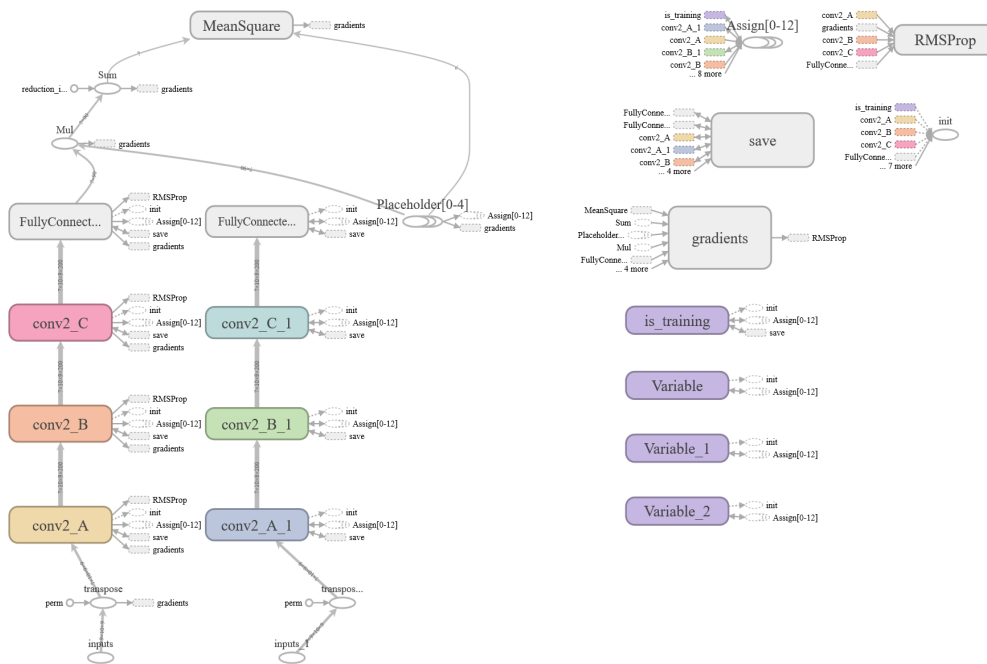 MeanSquare
gradients
Sum
reduction_i...
gradients
Mul
gradients
Placeholder[0-4]
Assign[0-12]
gradients
FullyConnect...
RMSProp
init
Assign[0-12]
save
gradients
FullyConnecte...
init
Assign[0-12]
save
conv2_C
RMSProp
init
Assign[0-12]
save
gradients
conv2_C_1
init
Assign[0-12]
save
conv2_B
RMSProp
init
Assign[0-12]
save
gradients
conv2_B_1
init
Assign[0-12]
save
conv2_A
RMSProp
init
Assign[0-12]
save
gradients
conv2_A_1
init
Assign[0-12]
save
transpose
perm
gradients
inputs
transpos...
perm
inputs_1
is_training
conv2_A_1
conv2_A
conv2_B_1
conv2_B
... 8 more
Assign[0-12]
conv2_A
gradients
conv2_B
conv2_C
FullyConne...
RMSProp
FullyConne...
FullyConne...
conv2_A
conv2_A_1
conv2_B
... 4 more
save
is_training
conv2_A
conv2_B
conv2_C
FullyConne...
... 7 more
init
MeanSquare
Sum
Placeholder...
Mul
FullyConne...
... 4 more
gradients
RMSProp
is_training
init
Assign[0-12]
save
Variable
init
Assign[0-12]
Variable_1
init
Assign[0-12]
Variable_2
init
Assign[0-12]